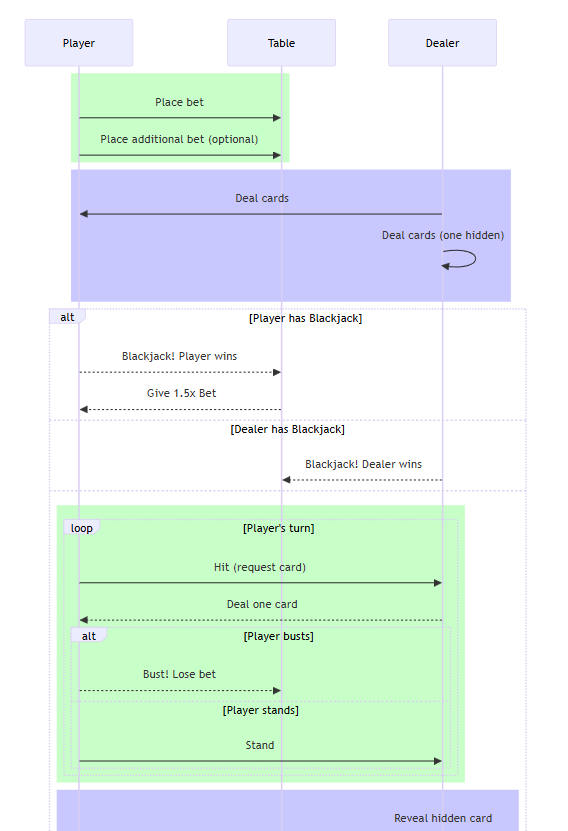 Player
Table
Dealer
Place bet
Place additional bet (optional)
Deal cards
Deal cards (one hidden)
alt
[Player has Blackjack]
Blackjack! Player wins
Give 1.5x Bet
[Dealer has Blackjack]
Blackjack! Dealer wins
loop
[Player's turn]
Hit (request card)
Deal one card
alt
[Player busts]
Bust! Lose bet
[Player stands]
Stand
Reveal hidden card